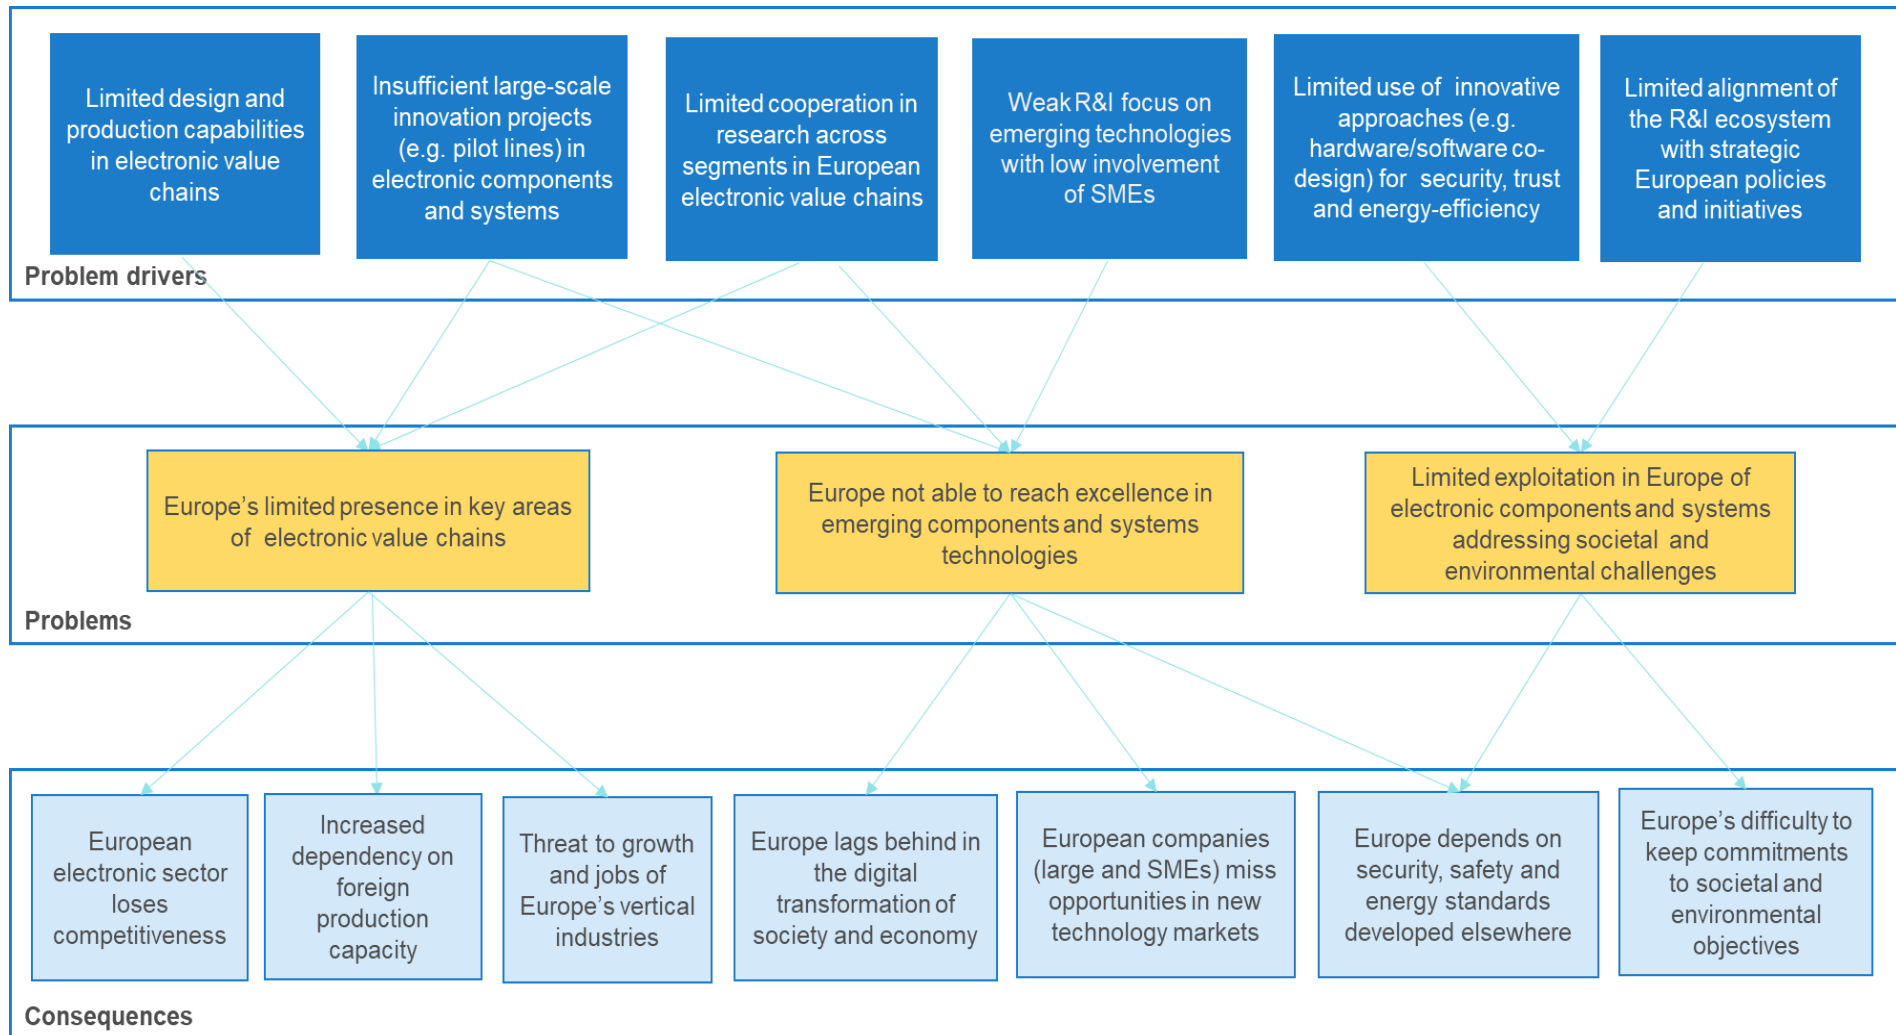 Limited design and
production capabilities
in electronic value
chains
Insufficient large-scale
innovation projects
(e.g. pilot lines) in
electronic components
and systems
Limited cooperation in
research across
segments in European
electronic value chains
Weak R&I focus on
emerging technologies
with low involvement
of SMEs
Limited use of innovative
approaches (e.g.
hardware/software co-
design) for security, trust
and energy-efficiency
Limited alignment of
the R&I ecosystem
with strategic
European policies
and initiatives
Problem drivers
Europe’s limited presence in key areas
of electronic value chains
Europe not able to reach excellence in
emerging components and systems
technologies
Limited exploitation in Europe of
electronic components and systems
addressing societal and
environmental challenges
Problems
European
electronic sector
loses
competitiveness
Increased
dependency on
foreign
production
capacity
Threat to growth
and jobs of
Europe’s vertical
industries
Europe lags behind in
the digital
transformation of
society and economy
European companies
(large and SMEs) miss
opportunities in new
technology markets
Europe depends on
security, safety and
energy standards
developed elsewhere
Europe’s difficulty to
keep commitments
to societal and
environmental
objectives
Consequences